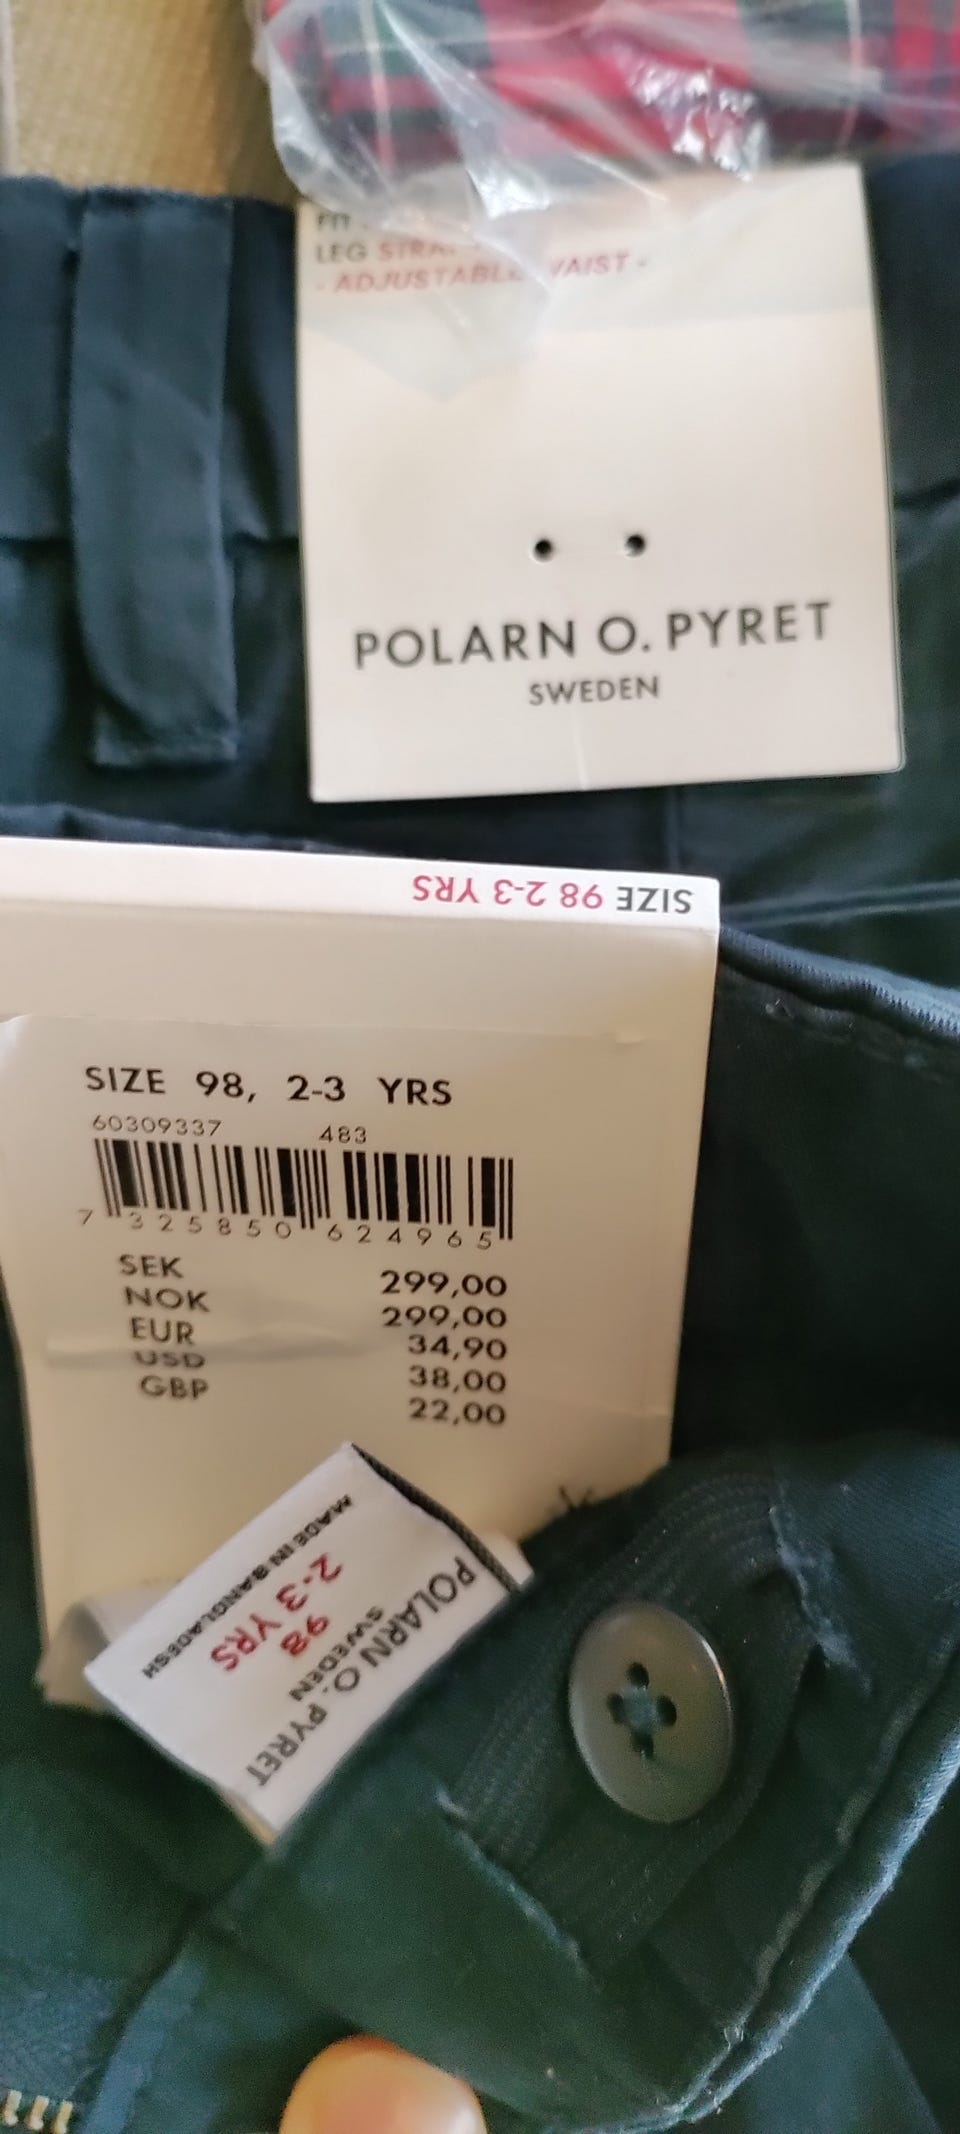 FIT
LEG
- ADJUSTABLE WAIST -
POLARN O. PYRET
SWEDEN
SIZE 98 2-3 YRS
SIZE 98, 2-3 YRS
60309337 483
7 325850 624965
SEK 299,00
NOK 299,00
EUR 34,90
USD 38,00
GBP 22,00
POLARN O. PYRET
SWEDEN
98
2-3 YRS
MADE IN BANGLADESH